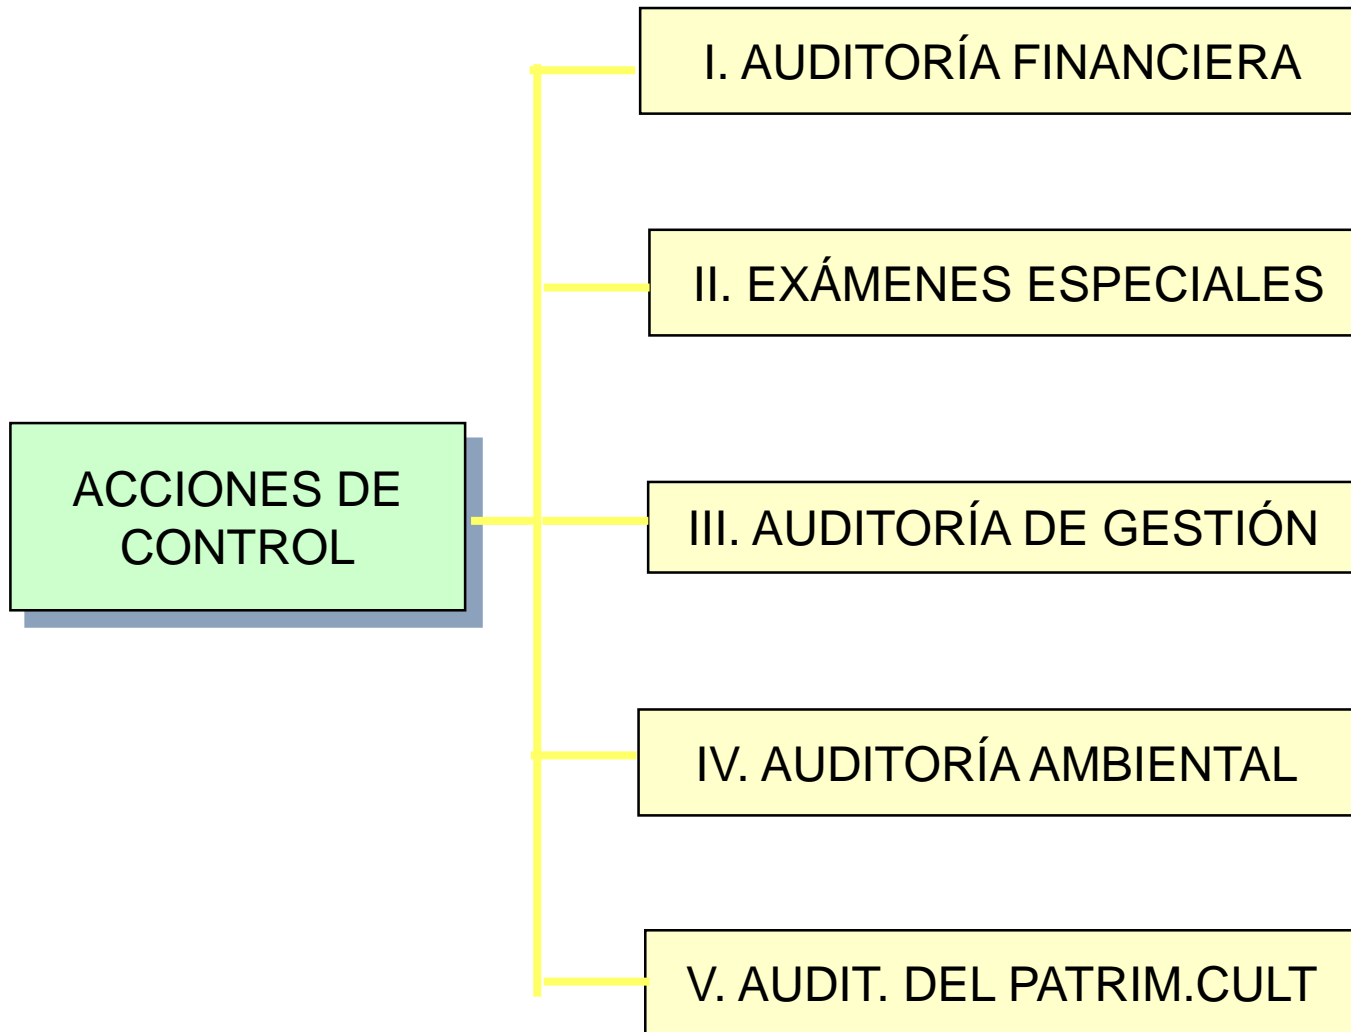 I. AUDITORÍA FINANCIERA
II. EXÁMENES ESPECIALES
ACCIONES DE
CONTROL
III. AUDITORÍA DE GESTIÓN
IV. AUDITORÍA AMBIENTAL
V. AUDIT. DEL PATRIM.CULT